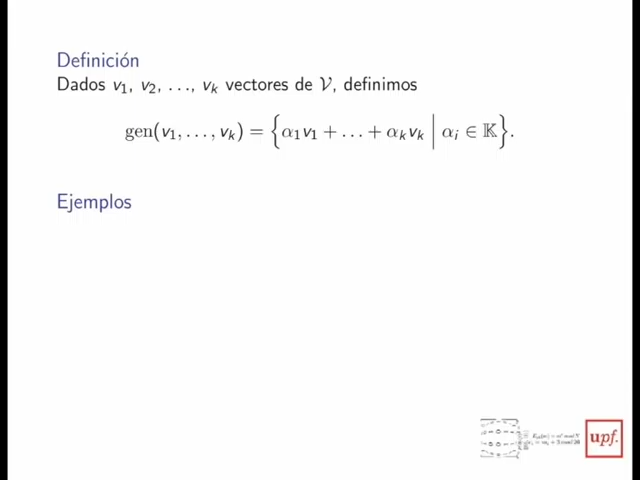 Definición
Dados v₁, v₂, ..., vₖ vectores de 𝒱, definimos
gen(v₁, ..., vₖ) = {α₁v₁ + ... + αₖvₖ | αᵢ ∈ 𝕂}.
Ejemplos
upf.